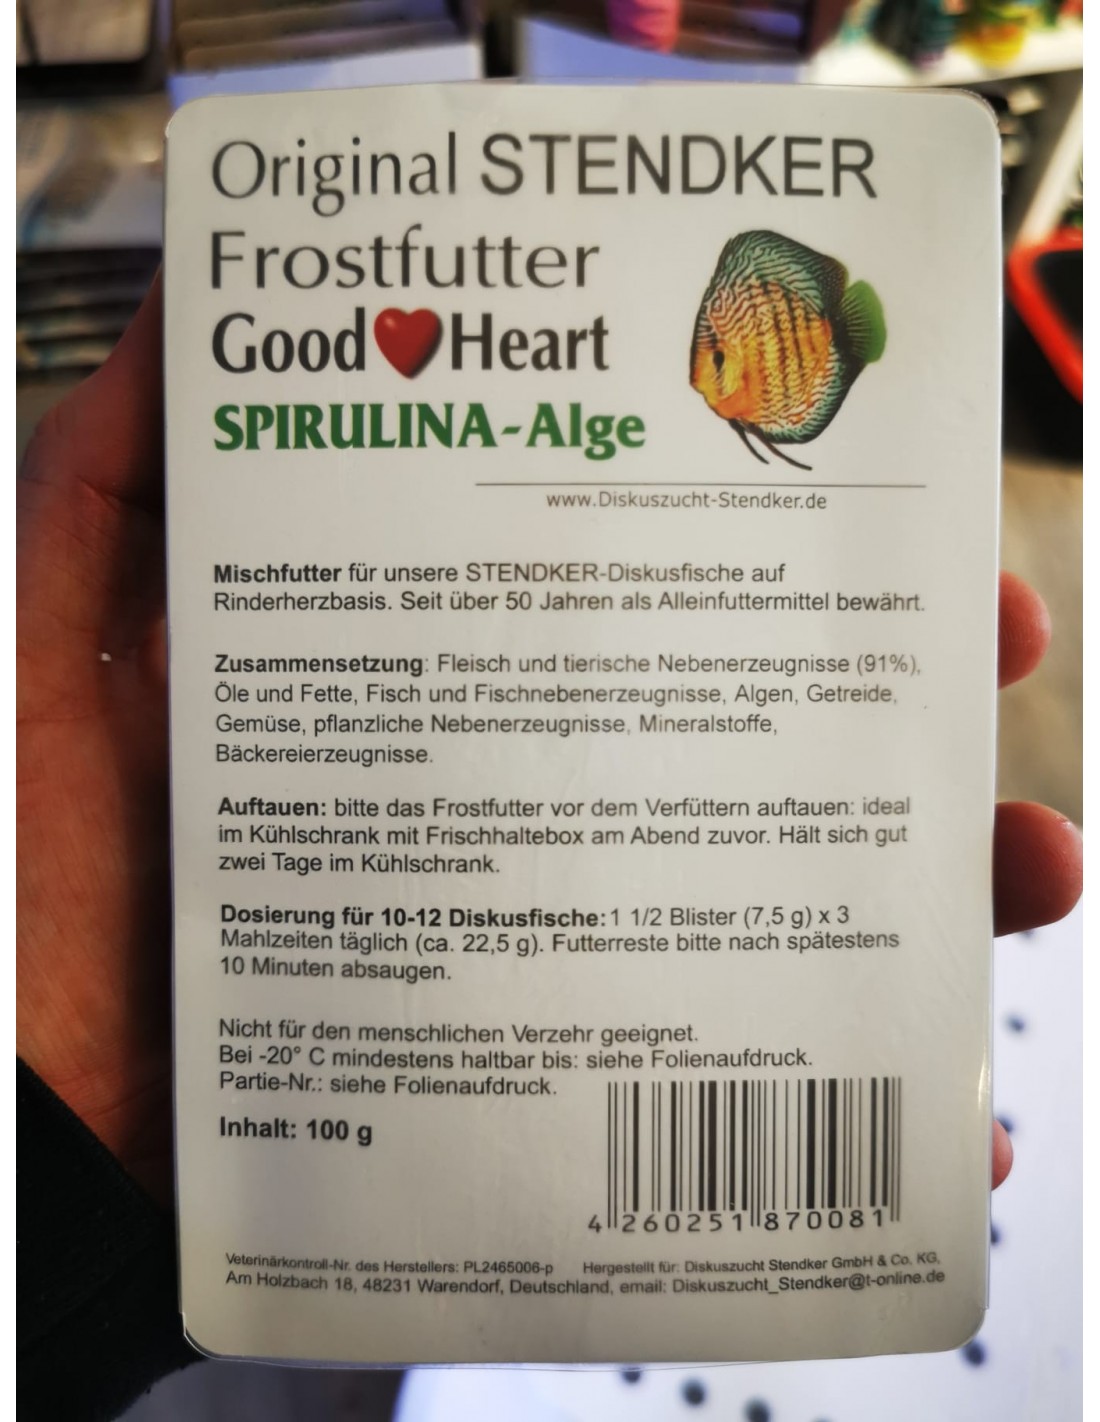 Original STENDKER
Frostfutter
Good Heart
SPIRULINA-Alge
www.Diskuszucht-Stendker.de
Mischfutter für unsere STENDKER-Diskusfische auf
Rinderherzbasis. Seit über 50 Jahren als Alleinfuttermittel bewährt.
Zusammensetzung: Fleisch und tierische Nebenerzeugnisse (91%),
Öle und Fette, Fisch und Fischnebenerzeugnisse, Algen, Getreide,
Gemüse, pflanzliche Nebenerzeugnisse, Mineralstoffe,
Bäckereierzeugnisse.
Auftauen: bitte das Frostfutter vor dem Verfüttern auftauen: ideal
im Kühlschrank mit Frischhaltebox am Abend zuvor. Hält sich gut
zwei Tage im Kühlschrank.
Dosierung für 10-12 Diskusfische: 1 1/2 Blister (7,5 g) x 3
Mahlzeiten täglich (ca. 22,5 g). Futterreste bitte nach spätestens
10 Minuten absaugen.
Nicht für den menschlichen Verzehr geeignet.
Bei -20° C mindestens haltbar bis: siehe Folienaufdruck.
Partie-Nr.: siehe Folienaufdruck.
Inhalt: 100 g
4 260251 870081
Veterinärkontroll-Nr. des Herstellers: PL2465006-p Hergestellt für: Diskuszucht Stendker GmbH & Co. KG,
Am Holzbach 18, 48231 Warendorf, Deutschland, email: Diskuszucht_Stendker@t-online.de